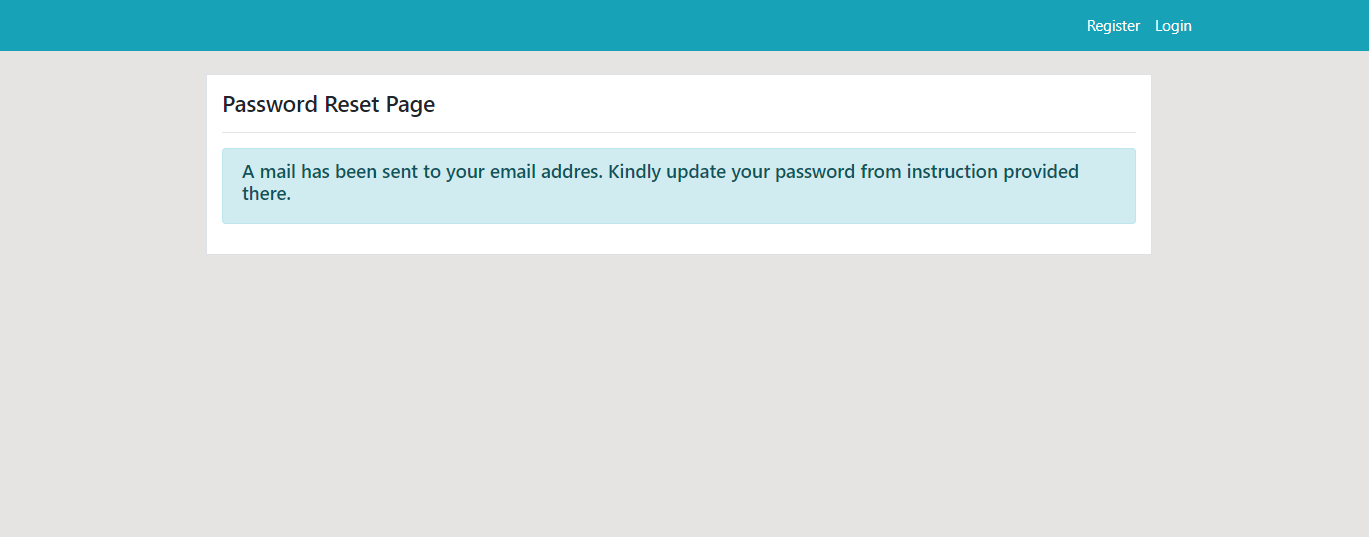 Register Login
Password Reset Page
A mail has been sent to your email addres. Kindly update your password from instruction provided
there.